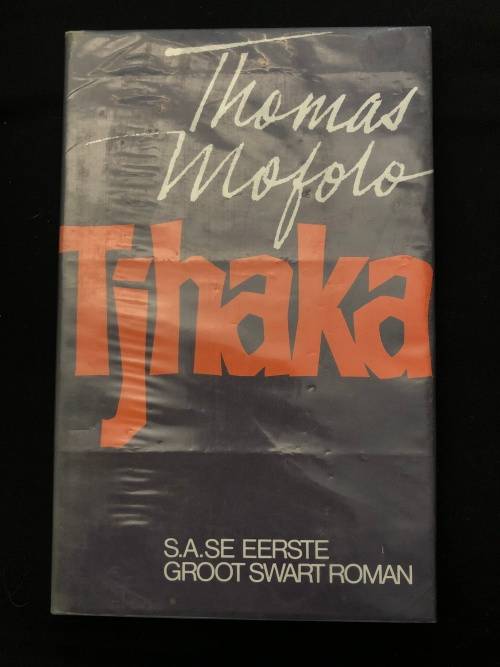 Thomas
Mofolo
Tjhaka
S.A.SE EERSTE
GROOT SWART ROMAN